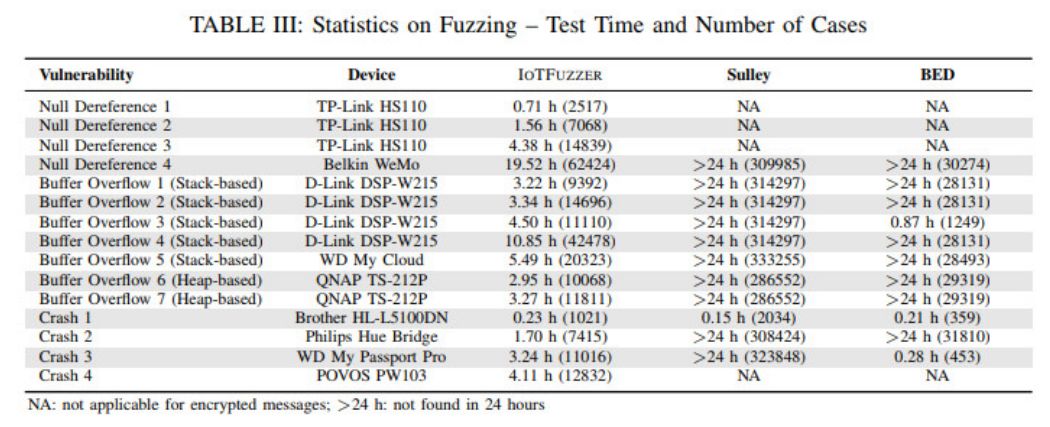 TABLE III: Statistics on Fuzzing – Test Time and Number of Cases
Vulnerability Device IOTFUZZER Sulley BED
Null Dereference 1 TP-Link HS110 0.71 h (2517) NA NA
Null Dereference 2 TP-Link HS110 1.56 h (7068) NA NA
Null Dereference 3 TP-Link HS110 4.38 h (14839) NA NA
Null Dereference 4 Belkin WeMo 19.52 h (62424) >24 h (309985) >24 h (30274)
Buffer Overflow 1 (Stack-based) D-Link DSP-W215 3.22 h (9392) >24 h (314297) >24 h (28131)
Buffer Overflow 2 (Stack-based) D-Link DSP-W215 3.34 h (14696) >24 h (314297) >24 h (28131)
Buffer Overflow 3 (Stack-based) D-Link DSP-W215 4.50 h (11110) >24 h (314297) 0.87 h (1249)
Buffer Overflow 4 (Stack-based) D-Link DSP-W215 10.85 h (42478) >24 h (314297) >24 h (28131)
Buffer Overflow 5 (Stack-based) WD My Cloud 5.49 h (20323) >24 h (333255) >24 h (28493)
Buffer Overflow 6 (Heap-based) QNAP TS-212P 2.95 h (10068) >24 h (286552) >24 h (29319)
Buffer Overflow 7 (Heap-based) QNAP TS-212P 3.27 h (11811) >24 h (286552) >24 h (29319)
Crash 1 Brother HL-L5100DN 0.23 h (1021) 0.15 h (2034) 0.21 h (359)
Crash 2 Philips Hue Bridge 1.70 h (7415) >24 h (308424) >24 h (31810)
Crash 3 WD My Passport Pro 3.24 h (11016) >24 h (323848) 0.28 h (453)
Crash 4 POVOS PW103 4.11 h (12832) NA NA
NA: not applicable for encrypted messages; >24 h: not found in 24 hours